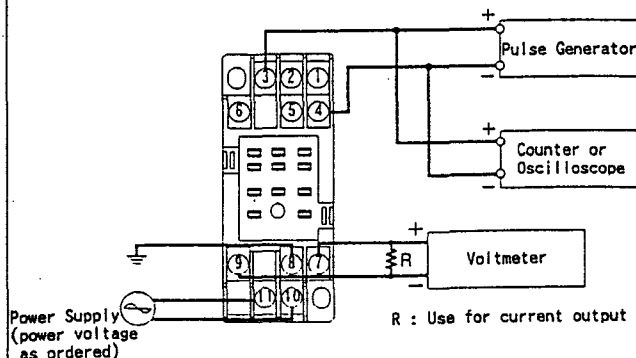 +
Pulse Generator
−
3 2 1
6 5 4
+
Counter or
Oscilloscope
−
+
Voltmeter
R
−
9 8 7
11 10
R : Use for current output
Power Supply
(power voltage
as ordered)